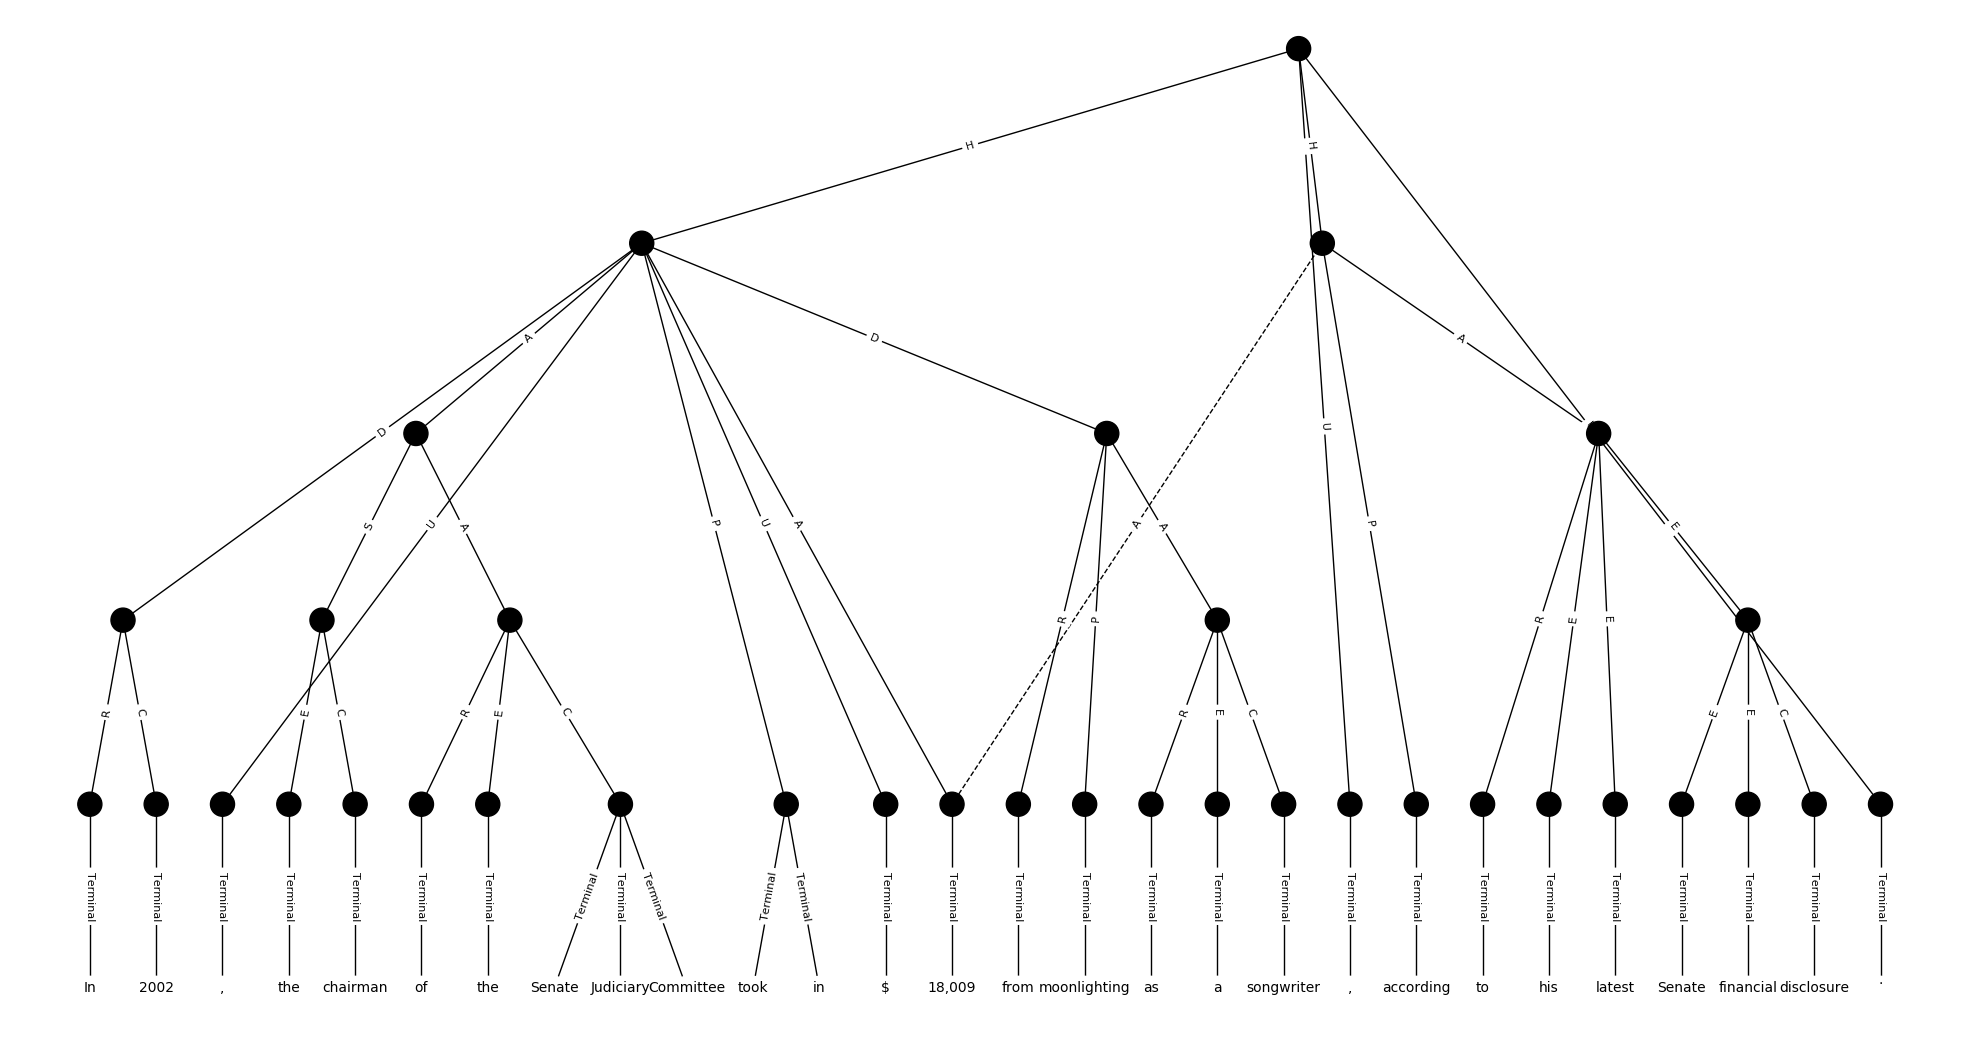 H
H
A
D
A
D
S
A
U
P
U
A
A
A
U
P
E
R
P
R
E
E
R
C
E
C
R
E
C
R
E
C
E
E
C
Terminal Terminal Terminal Terminal Terminal Terminal Terminal Terminal Terminal Terminal Terminal Terminal Terminal Terminal Terminal Terminal Terminal Terminal Terminal Terminal Terminal Terminal Terminal Terminal Terminal Terminal Terminal Terminal
In 2002 , the chairman of the Senate Judiciary Committee took in $ 18,009 from moonlighting as a songwriter , according to his latest Senate financial disclosure .